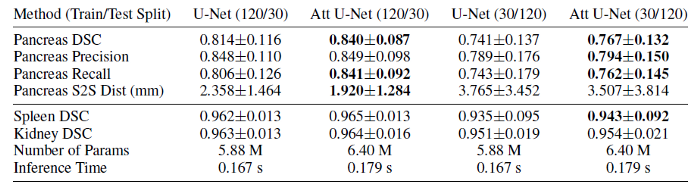 Method (Train/Test Split) U-Net (120/30) Att U-Net (120/30) U-Net (30/120) Att U-Net (30/120)
Pancreas DSC 0.814±0.116 0.840±0.087 0.741±0.137 0.767±0.132
Pancreas Precision 0.848±0.110 0.849±0.098 0.789±0.176 0.794±0.150
Pancreas Recall 0.806±0.126 0.841±0.092 0.743±0.179 0.762±0.145
Pancreas S2S Dist (mm) 2.358±1.464 1.920±1.284 3.765±3.452 3.507±3.814
Spleen DSC 0.962±0.013 0.965±0.013 0.935±0.095 0.943±0.092
Kidney DSC 0.963±0.013 0.964±0.016 0.951±0.019 0.954±0.021
Number of Params 5.88 M 6.40 M 5.88 M 6.40 M
Inference Time 0.167 s 0.179 s 0.167 s 0.179 s